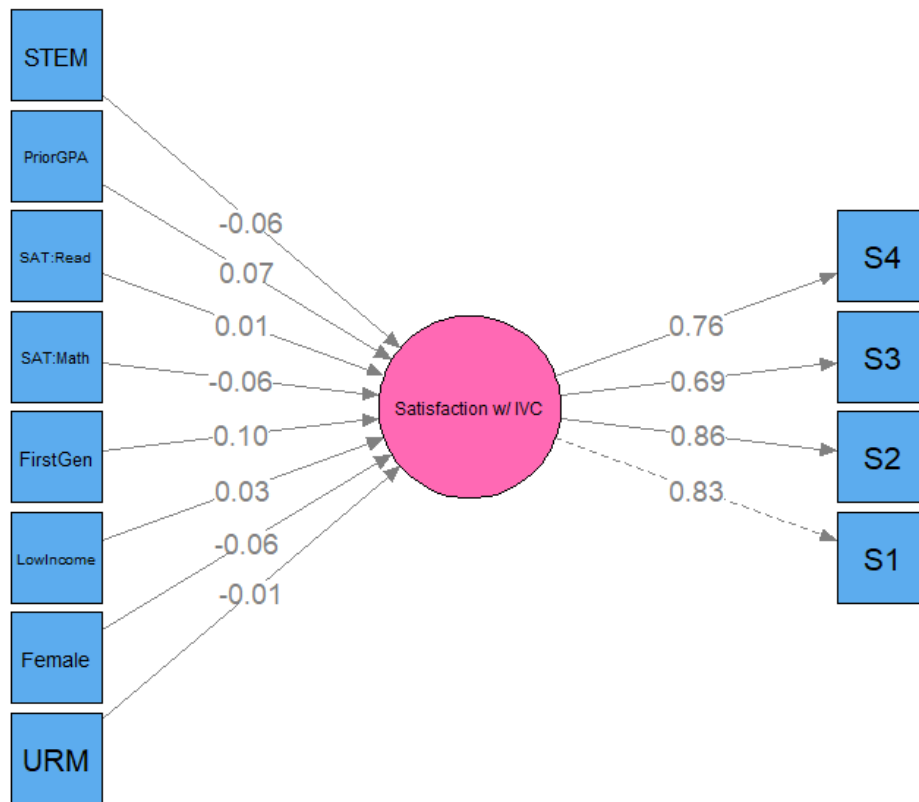 STEM
PriorGPA
SAT:Read
SAT:Math
FirstGen
LowIncome
Female
URM
-0.06
0.07
0.01
-0.06
0.10
0.03
-0.06
-0.01
Satisfaction w/ IVC
0.76
0.69
0.86
0.83
S4
S3
S2
S1